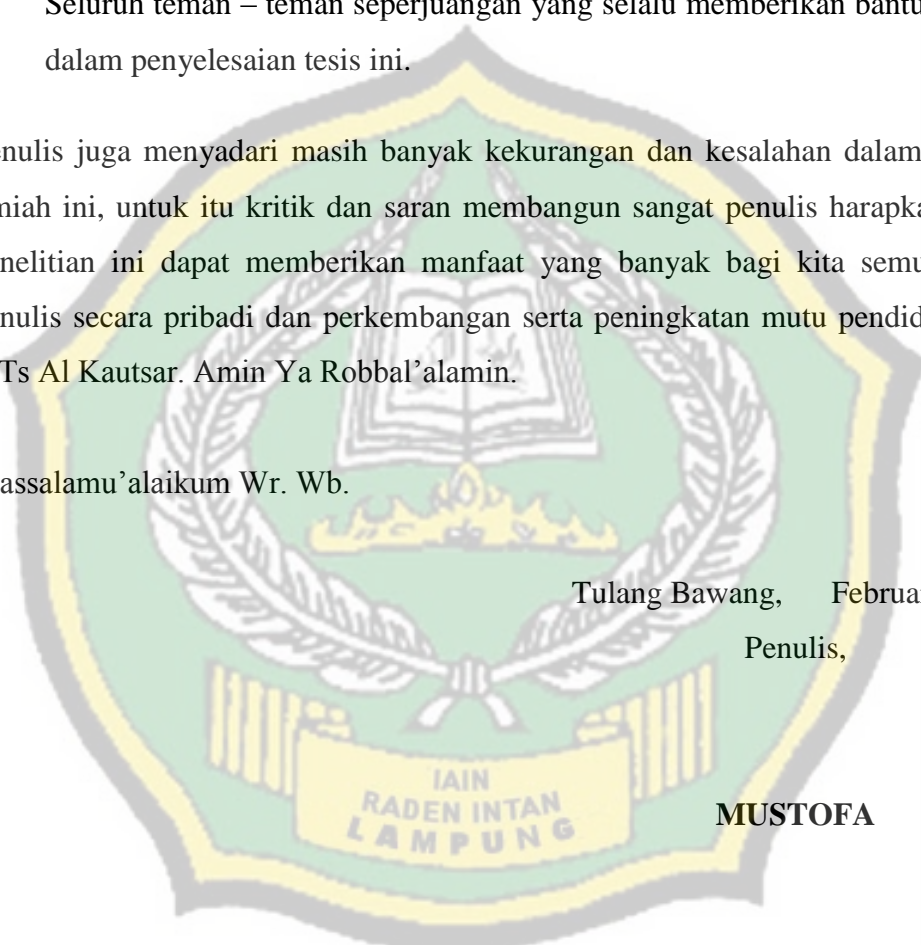 Seluruh teman – teman seperjuangan yang selalu memberikan bantu
dalam penyelesaian tesis ini.
enulis juga menyadari masih banyak kekurangan dan kesalahan dalam
miah ini, untuk itu kritik dan saran membangun sangat penulis harapka
nelitian ini dapat memberikan manfaat yang banyak bagi kita semu
nulis secara pribadi dan perkembangan serta peningkatan mutu pendid
Ts Al Kautsar. Amin Ya Robbal’alamin.
assalamu’alaikum Wr. Wb.
Tulang Bawang, Februar
Penulis,
IAIN
RADEN INTAN
LAMPUNG
MUSTOFA